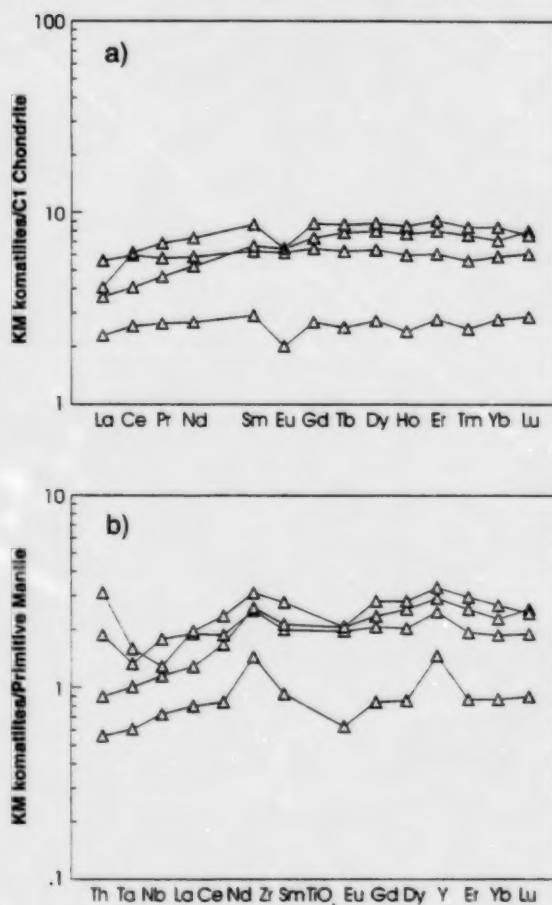 100
a)
10
1
KM komatiites/C1 Chondrite
La Ce Pr Nd Sm Eu Gd Tb Dy Ho Er Tm Yb Lu
10
b)
1
.1
KM komatiites/Primitive Mantle
Th Ta Nb La Ce Nd Zr Sm TiO Eu Gd Dy Y Er Yb Lu